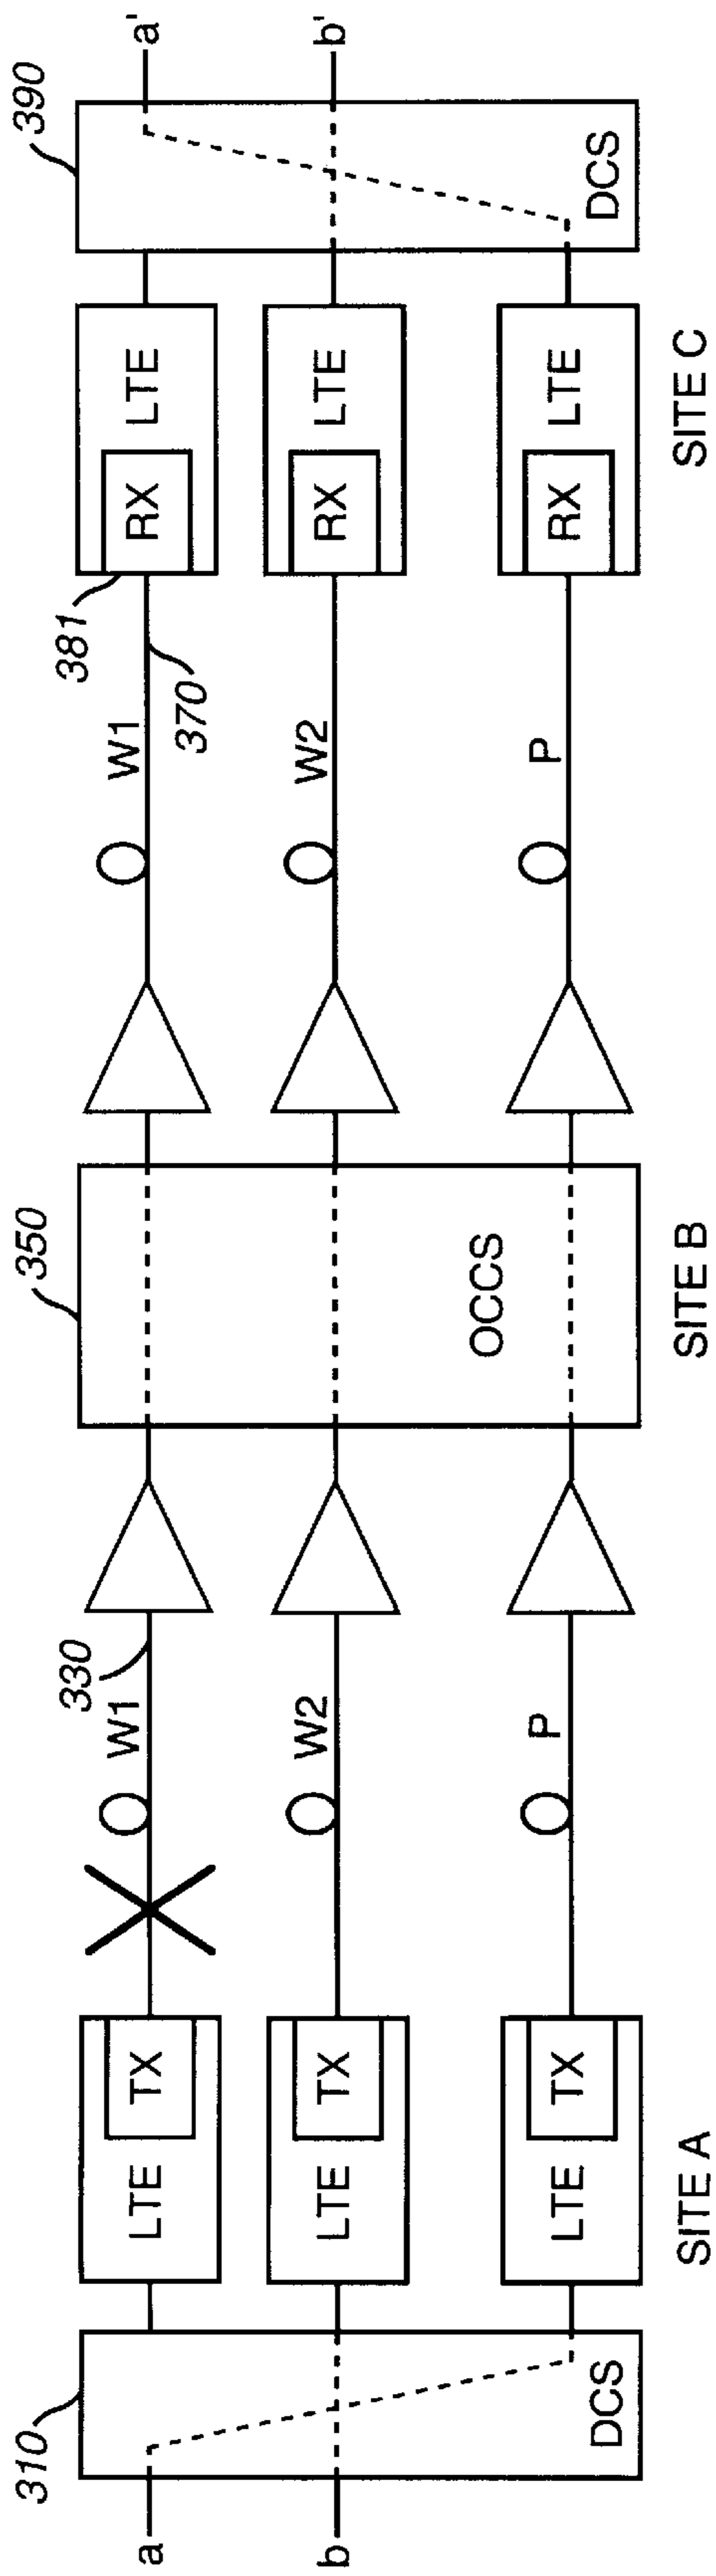 310
330
350
370
381
390
a
b
DCS
LTE
TX
LTE
TX
LTE
TX
SITE A
W1
W2
P
OCCS
SITE B
W1
W2
P
RX
LTE
RX
LTE
RX
LTE
SITE C
DCS
a'
b'